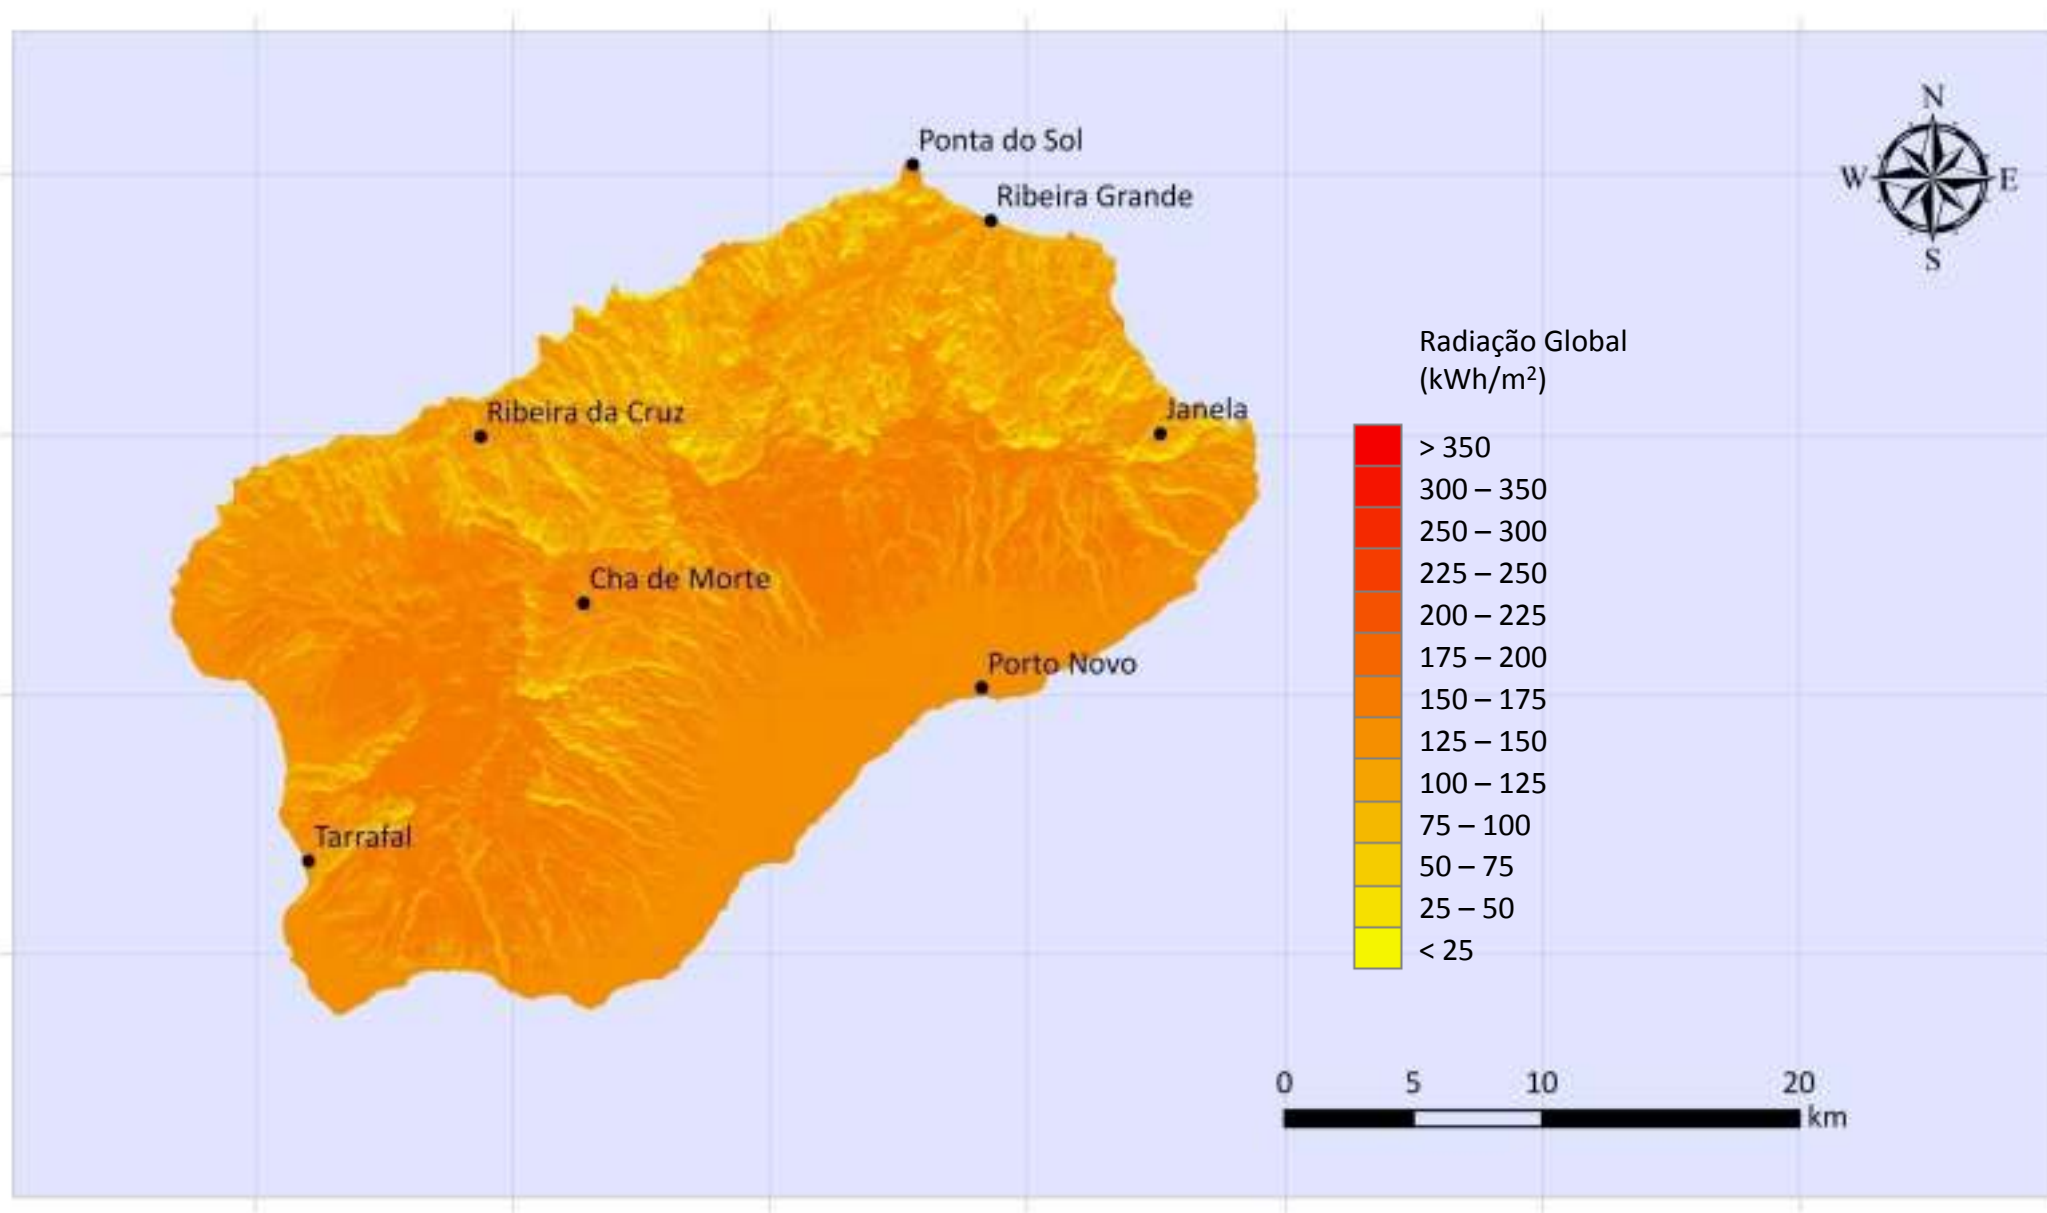 N
W E
S
Ponta do Sol
Ribeira Grande
Ribeira da Cruz
Janela
Cha de Morte
Porto Novo
Tarrafal
Radiação Global
(kWh/m²)
> 350
300 – 350
250 – 300
225 – 250
200 – 225
175 – 200
150 – 175
125 – 150
100 – 125
75 – 100
50 – 75
25 – 50
< 25
0 5 10 20
km